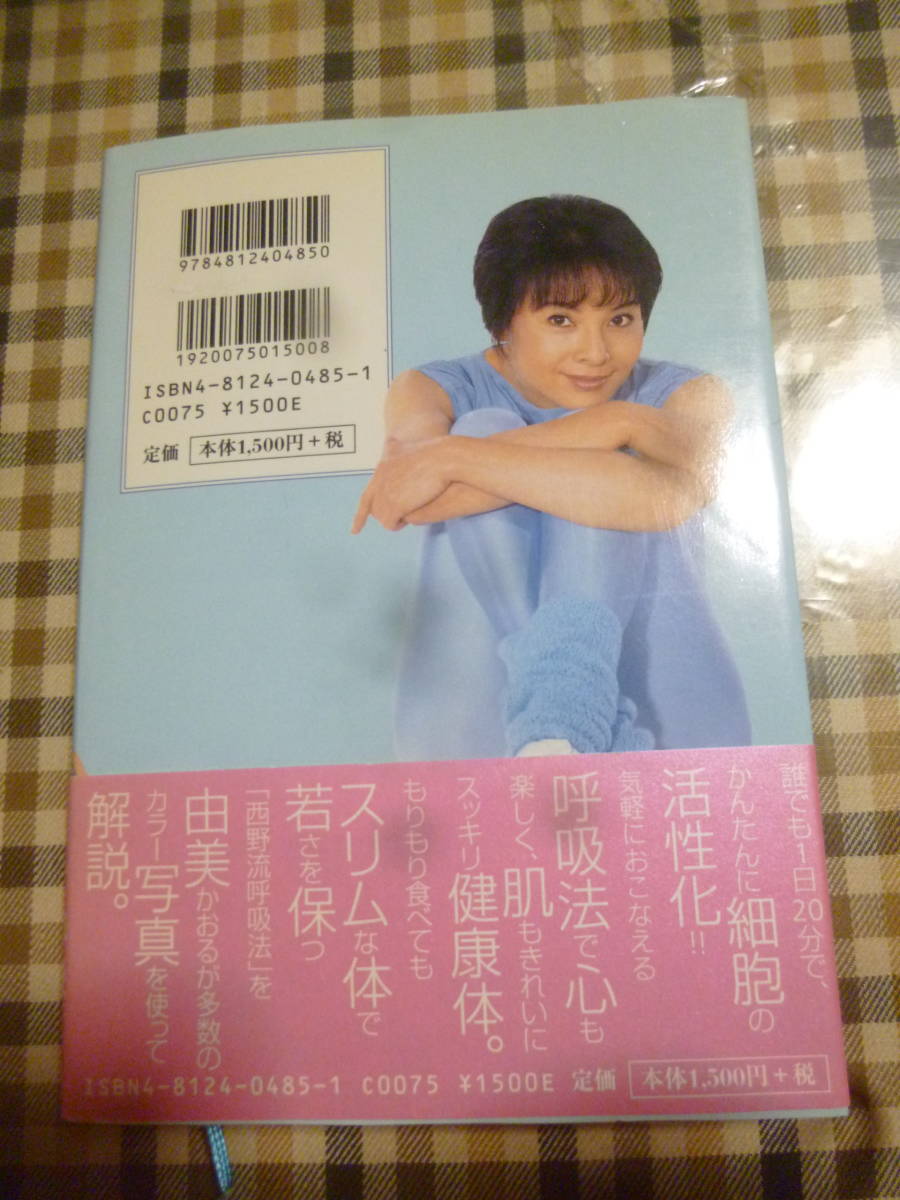 9784812404850
1920075015008
ISBN4-8124-0485-1
C0075 ¥1500E
定価 本体1,500円+税
誰でも1日20分で、
かんたんに細胞の
活性化!!
気軽におこなえる
呼吸法で心も
楽しく、肌もきれいに
スッキリ健康体。
もりもり食べても
スリムな体で
若さを保つ
「西野流呼吸法」を
由美かおるが多数の
カラー写真を使って
解説。
ISBN4-8124-0485-1 C0075 ¥1500E 定価 本体1,500円+税